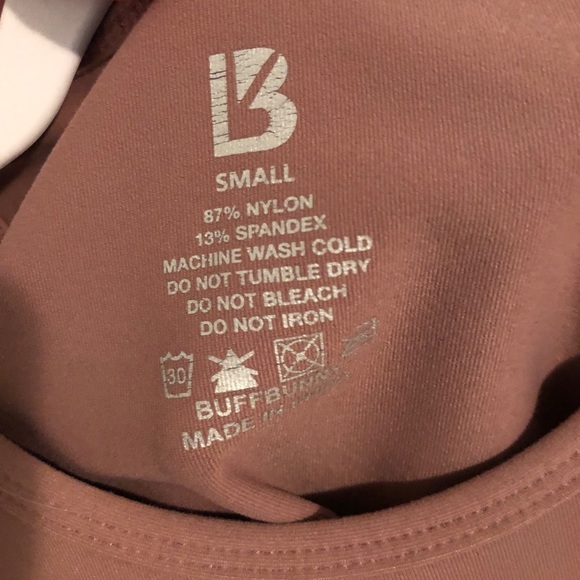 B
SMALL
87% NYLON
13% SPANDEX
MACHINE WASH COLD
DO NOT TUMBLE DRY
DO NOT BLEACH
DO NOT IRON
30
BUFFBUNNY
MADE IN